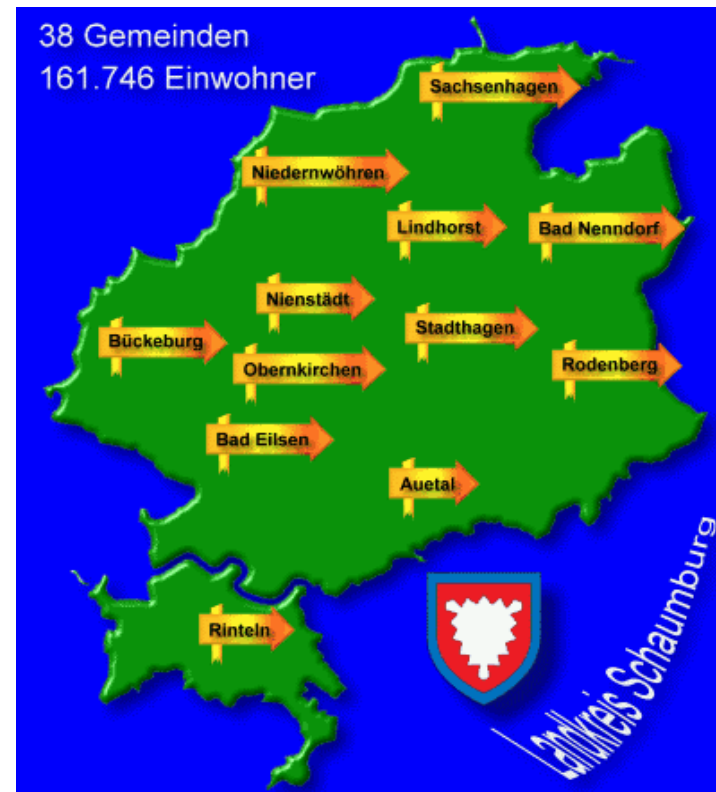 38 Gemeinden
161.746 Einwohner
Sachsenhagen
Niedernwöhren
Lindhorst
Bad Nenndorf
Nienstädt
Stadthagen
Bückeburg
Obernkirchen
Rodenberg
Bad Eilsen
Auetal
Rinteln
Landkreis Schaumburg